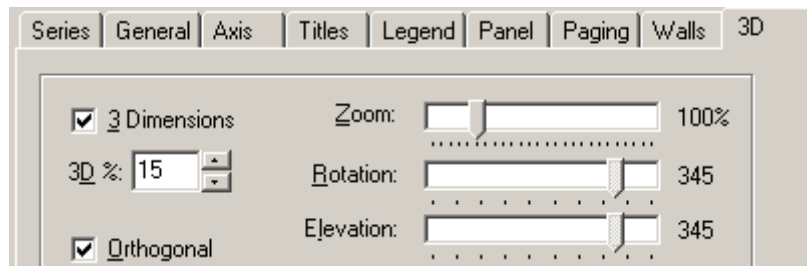 Series General Axis Titles Legend Panel Paging Walls 3D
3 Dimensions Zoom: 100%
3D %: 15 Rotation: 345
Orthogonal Elevation: 345